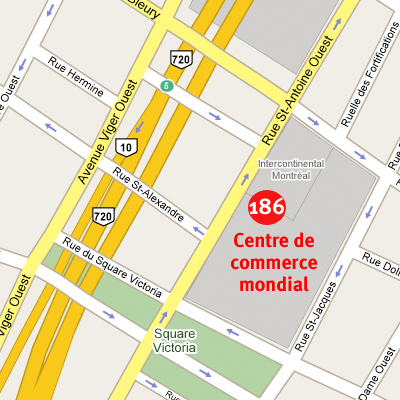 Bleury
720
Rue Hermine
5
Rue St-Antoine Ouest
Ruelle des Fortifications
Avenue Viger Ouest
10
Intercontinental
Montréal
Rue St-Alexandre
186
720
Centre de
commerce
mondial
Rue du Square Victoria
Rue St-Jacques
Viger Ouest
Square
Victoria
Ouest
Rue
Dame Ouest